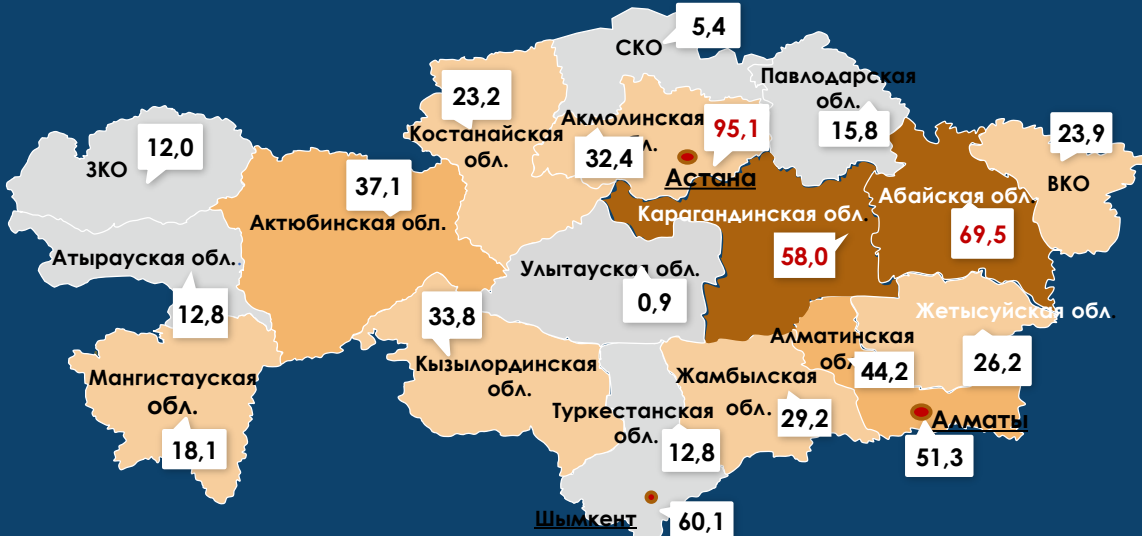 5,4
СКО
Павлодарская
обл.
15,8
23,2
Костанайская
обл.
Акмолинская
обл.
32,4
95,1
Астана
23,9
ВКО
12,0
ЗКО
37,1
Актюбинская обл.
Карагандинская обл.
58,0
Абайская обл.
69,5
Атырауская обл.
12,8
Улытауская обл.
0,9
33,8
Кызылординская
обл.
Жетысуйская обл.
26,2
Алматинская
обл.
44,2
Мангистауская
обл.
18,1
Жамбылская
обл.
29,2
Туркестанская
обл.
12,8
Алматы
51,3
Шымкент
60,1